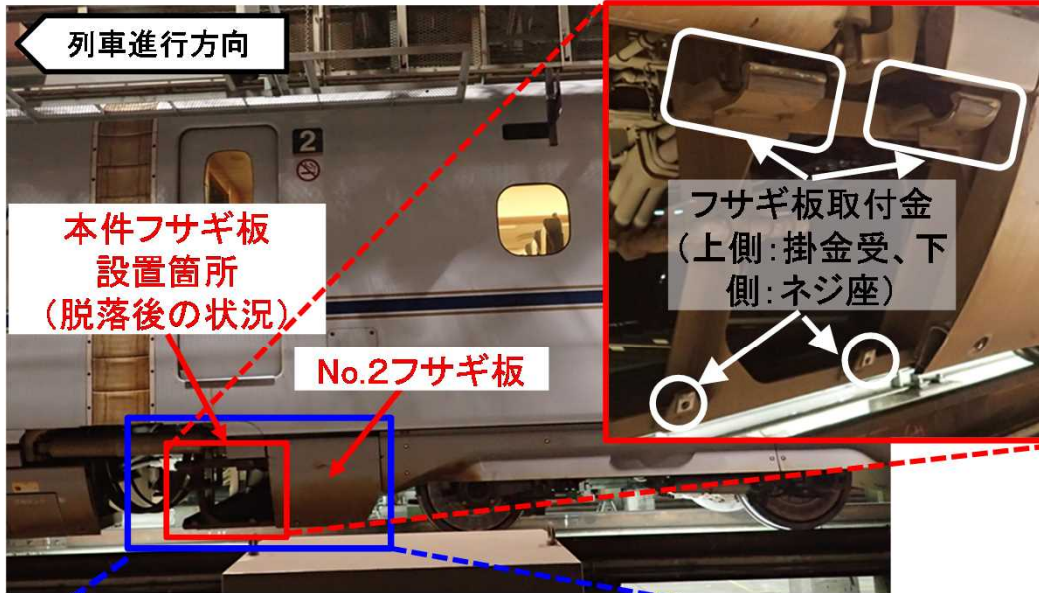 列車進行方向
2
本件フサギ板
設置箇所
（脱落後の状況）
No.2フサギ板
フサギ板取付金
（上側：掛金受、下
側：ネジ座）